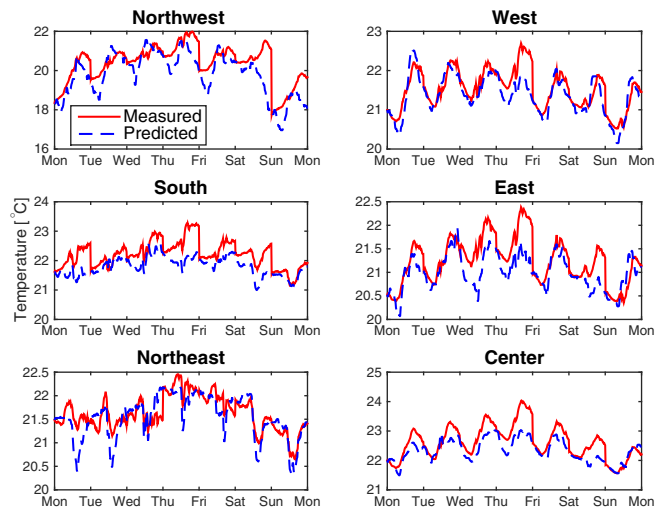 Northwest
22
20
18
16
Measured
Predicted
Mon Tue Wed Thu Fri Sat Sun Mon
West
23
22
21
20
Mon Tue Wed Thu Fri Sat Sun Mon
South
Temperature [°C]
24
23
22
21
20
Mon Tue Wed Thu Fri Sat Sun Mon
East
22.5
22
21.5
21
20.5
20
Mon Tue Wed Thu Fri Sat Sun Mon
Northeast
22.5
22
21.5
21
20.5
20
Mon Tue Wed Thu Fri Sat Sun Mon
Center
25
24
23
22
21
Mon Tue Wed Thu Fri Sat Sun Mon